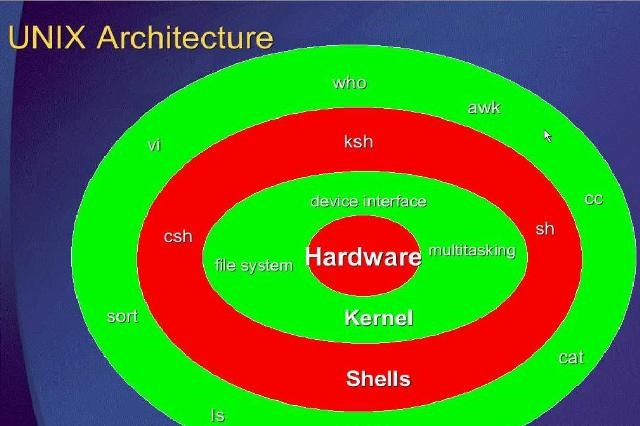 UNIX Architecture
who
awk
vi
ksh
cc
device interface
csh
sh
file system
Hardware
multitasking
Kernel
sort
cat
Shells
ls